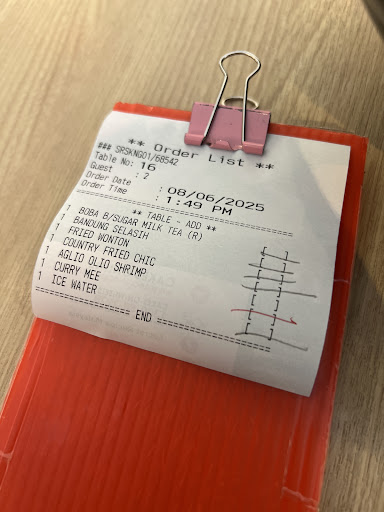 ** Order List **
### SRSKNG01/68542
Table No: 16
Guest : 2
Order Date : 08/06/2025
Order Time : 1:49 PM
** TABLE - ADD **
1 BOBA B/SUGAR MILK TEA (R)
1 BANDUNG SELASIH
1 FRIED WONTON
1 COUNTRY FRIED CHIC
1 AGLIO OLIO SHRIMP
1 CURRY MEE
1 ICE WATER
END